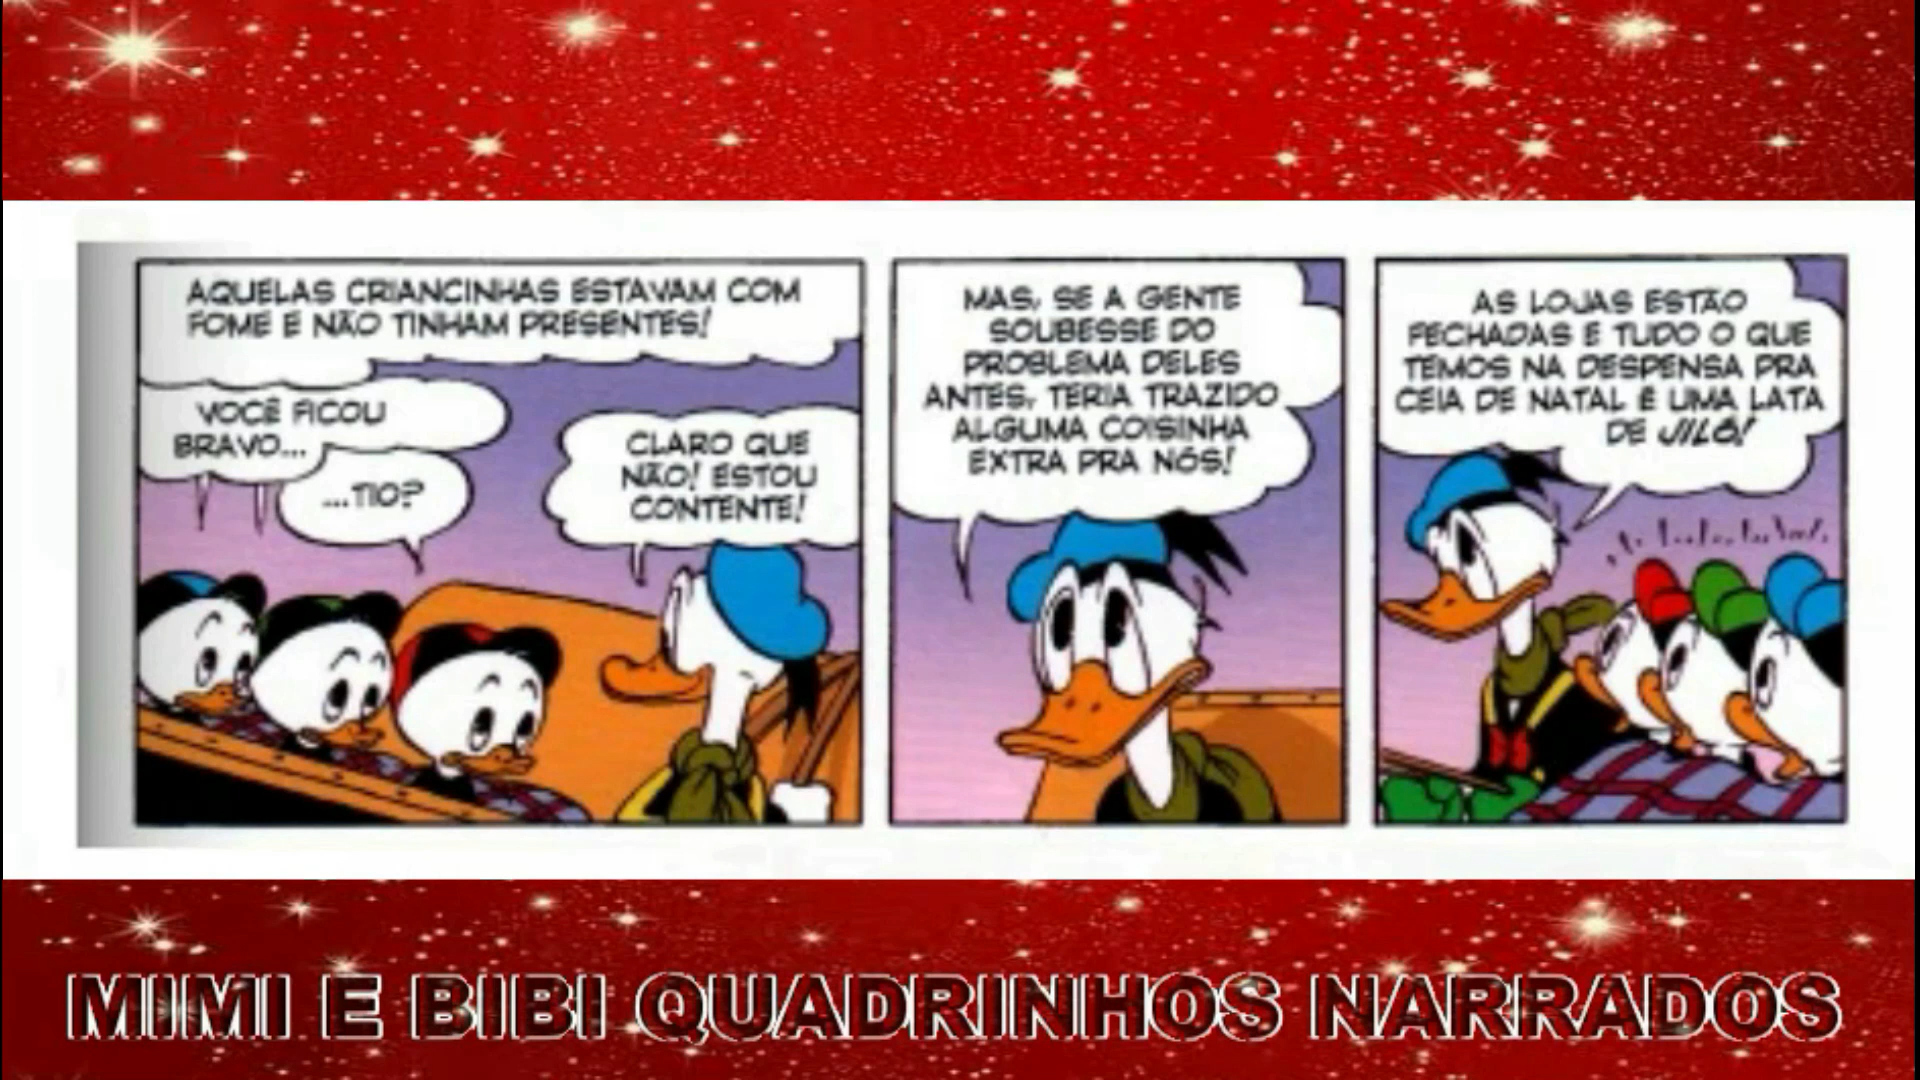 AQUELAS CRIANCINHAS ESTAVAM COM
FOME E NÃO TINHAM PRESENTES!
VOCÊ FICOU
BRAVO...
...TIO?
CLARO QUE
NÃO! ESTOU
CONTENTE!
MAS, SE A GENTE
SOUBESSE DO
PROBLEMA DELES
ANTES, TERIA TRAZIDO
ALGUMA COISINHA
EXTRA PRA NÓS!
AS LOJAS ESTÃO
FECHADAS E TUDO O QUE
TEMOS NA DESPENSA PRA
CEIA DE NATAL É UMA LATA
DE JILÓ!
MIMI E BIBI QUADRINHOS NARRADOS